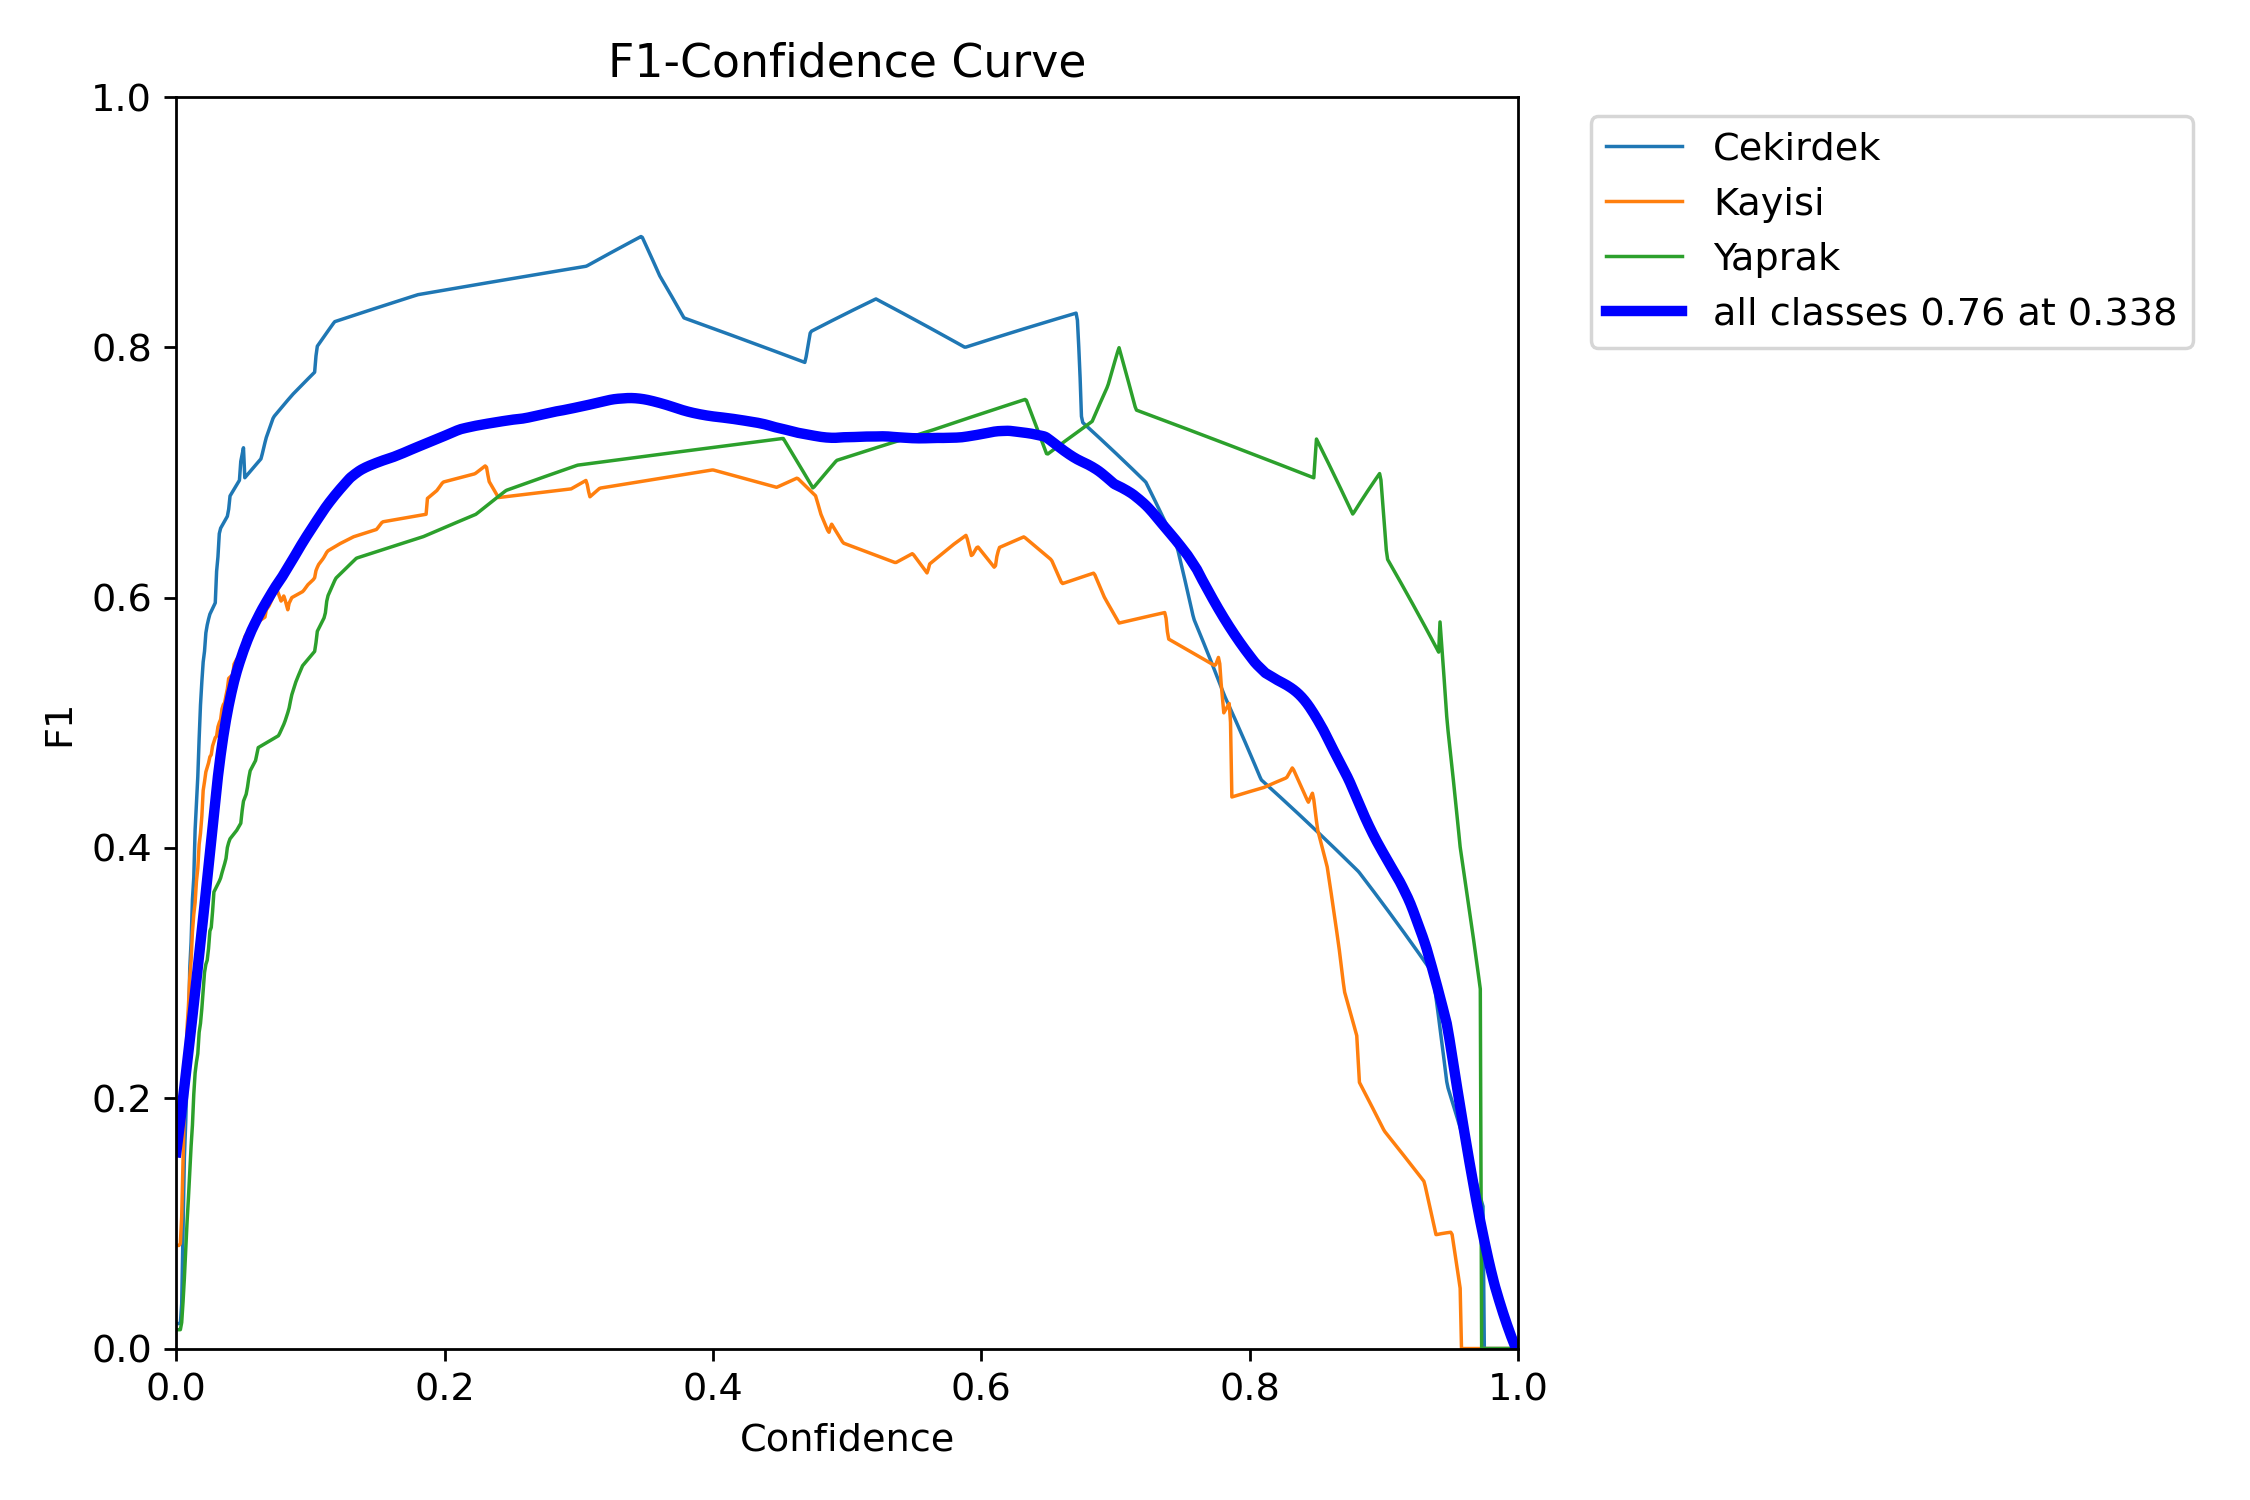 F1-Confidence Curve
1.0
0.8
0.6
0.4
0.2
0.0
F1
0.0 0.2 0.4 0.6 0.8 1.0
Confidence
Cekirdek
Kayisi
Yaprak
all classes 0.76 at 0.338